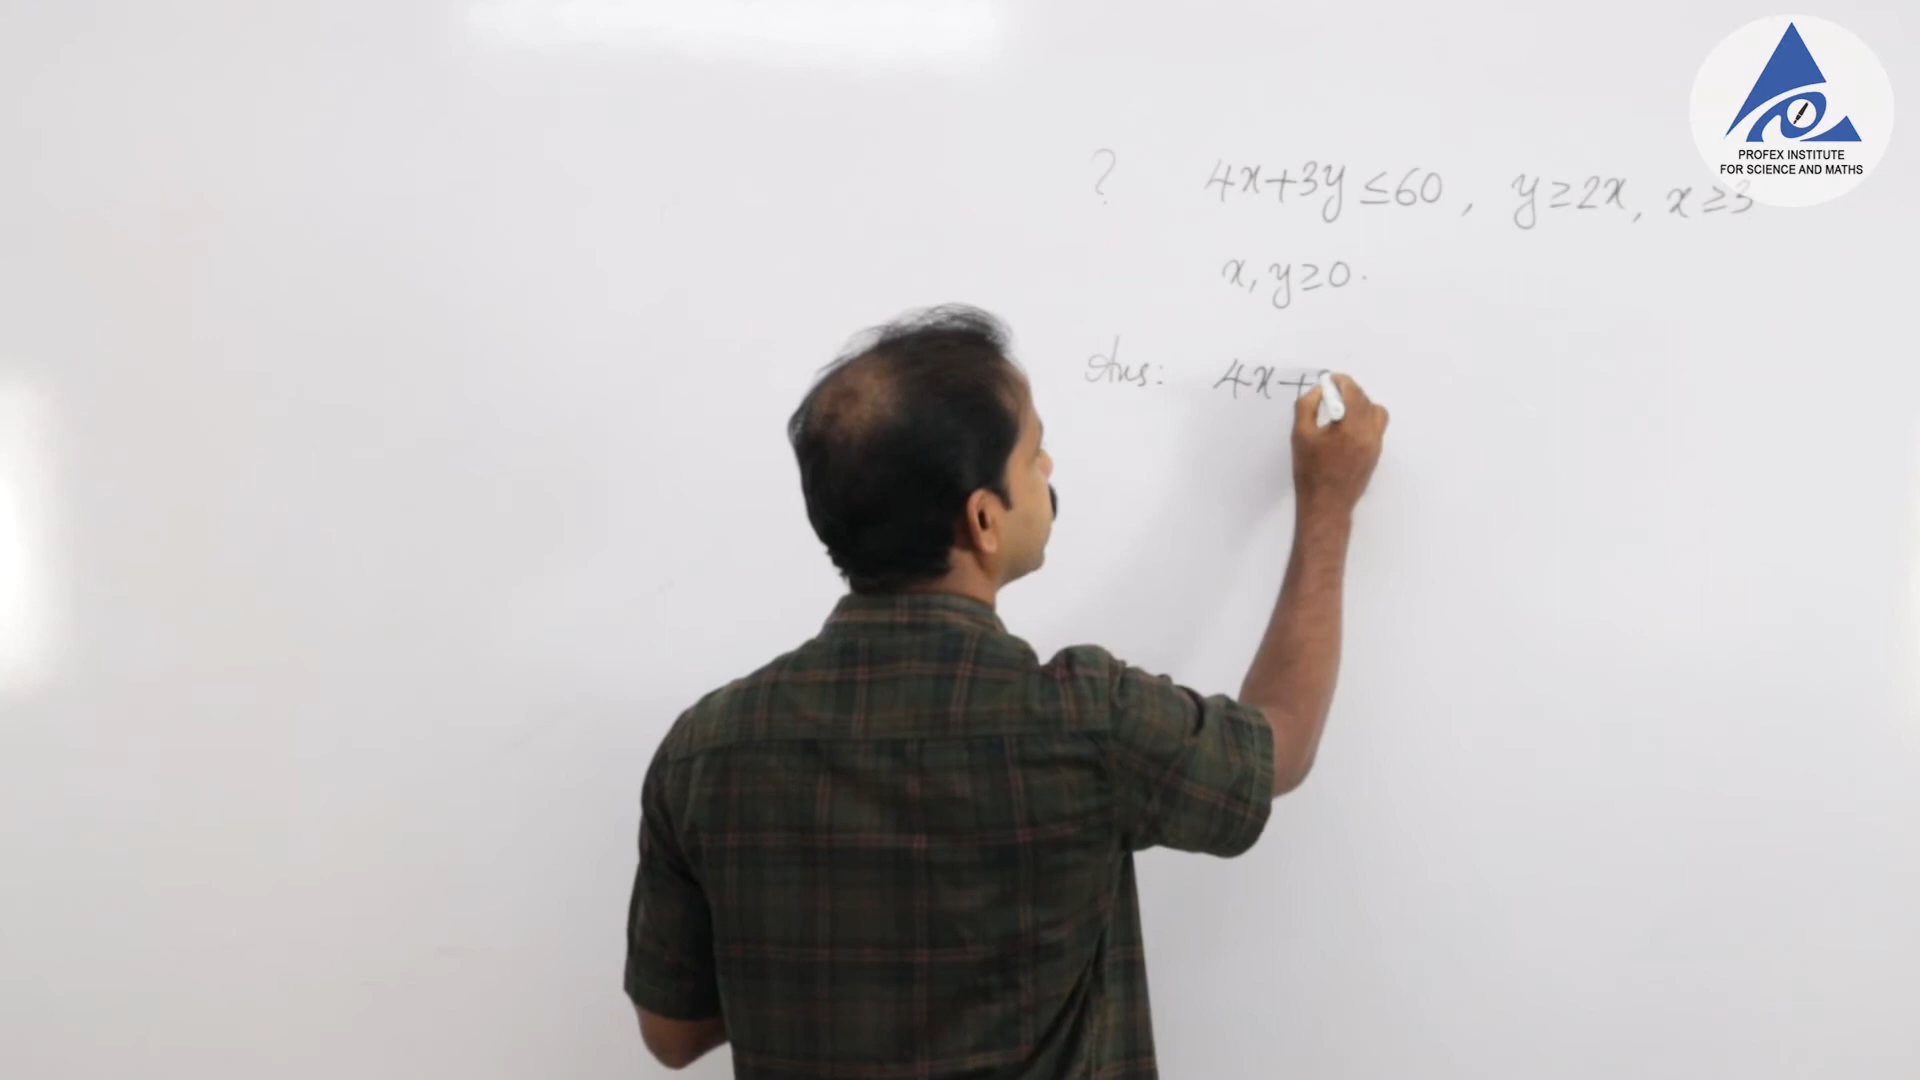 PROFEX INSTITUTE
FOR SCIENCE AND MATHS
? 4x+3y≤60, y≥2x, x≥3
x, y≥0.
Ans: 4x+